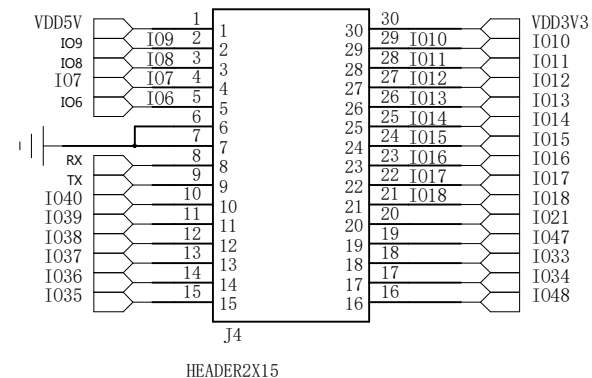 VDD5V 1 1 30 30 VDD3V3
IO9 IO9 2 2 29 29 IO10 IO10
IO8 IO8 3 3 28 28 IO11 IO11
IO7 IO7 4 4 27 27 IO12 IO12
IO6 IO6 5 5 26 26 IO13 IO13
6 6 25 25 IO14 IO14
7 7 24 24 IO15 IO15
RX 8 8 23 23 IO16 IO16
TX 9 9 22 22 IO17 IO17
IO40 10 10 21 21 IO18 IO18
IO39 11 11 20 20 IO21
IO38 12 12 19 19 IO47
IO37 13 13 18 18 IO33
IO36 14 14 17 17 IO34
IO35 15 15 16 16 IO48
J4
HEADER2X15